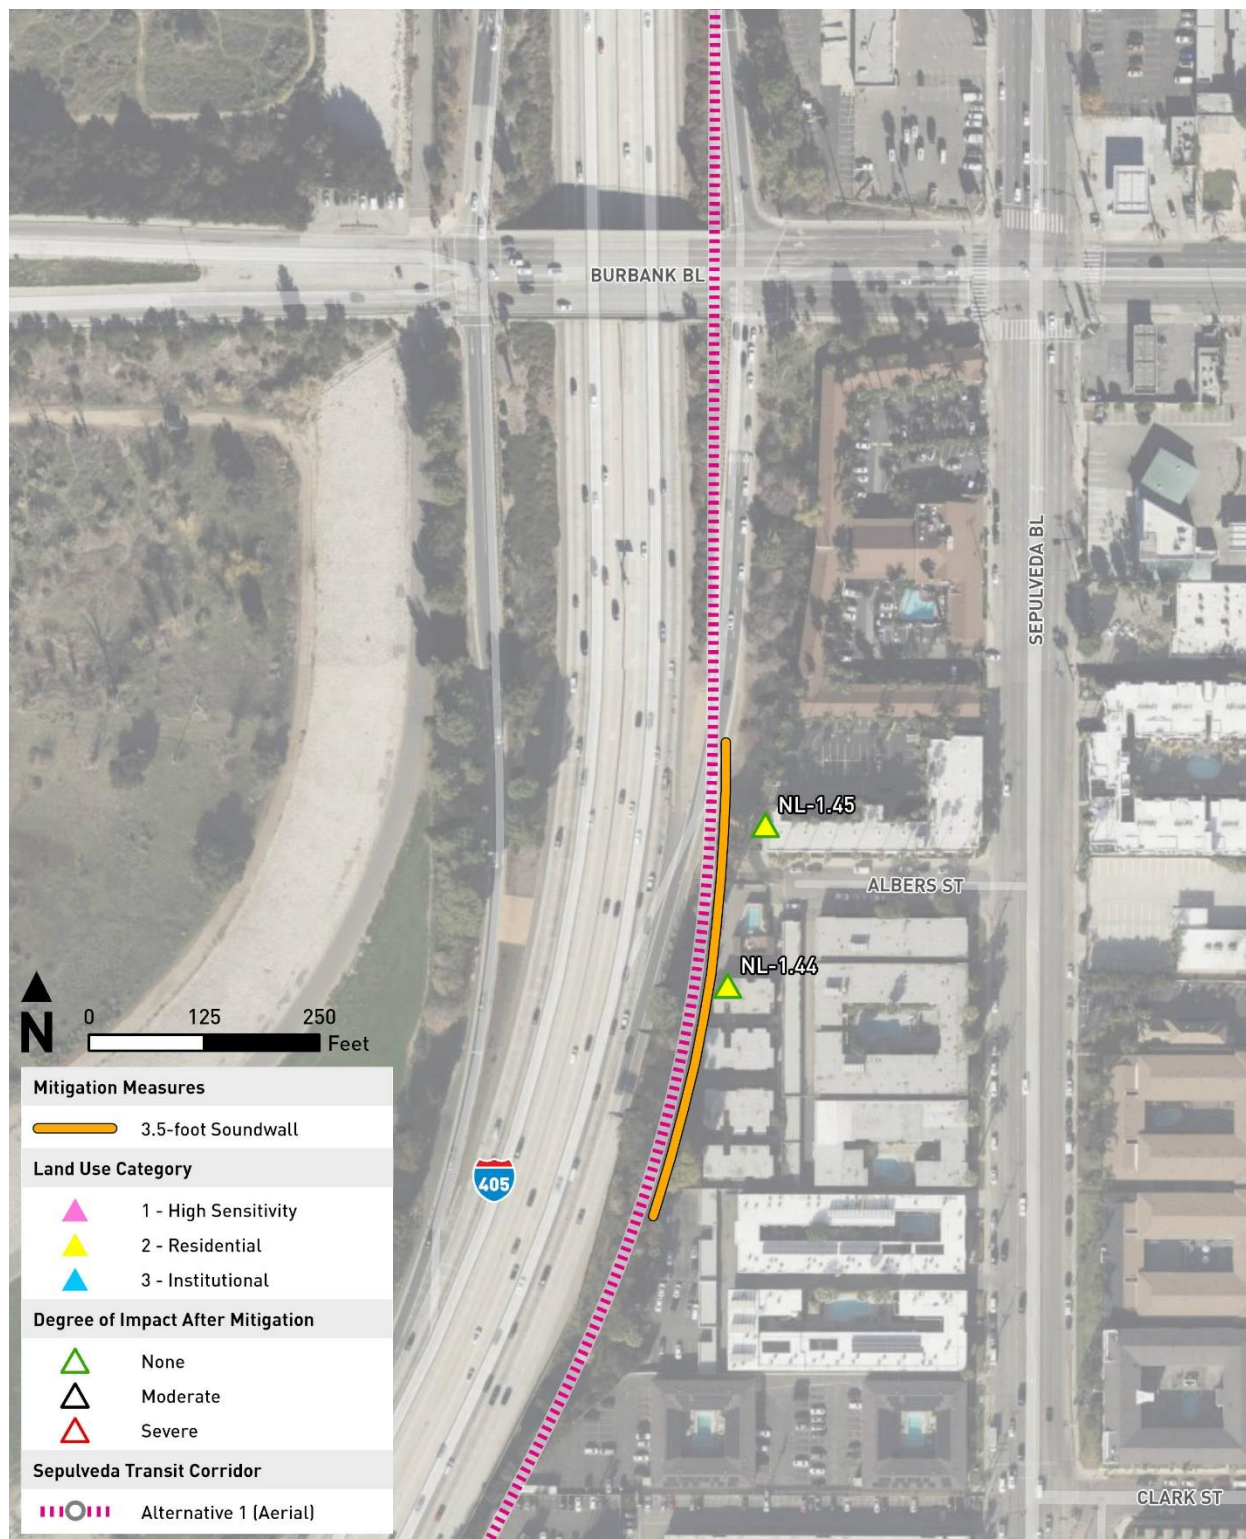 BURBANK BL
SEPULVEDA BL
NL-1.45
ALBERS ST
NL-1.44
N
0 125 250
Feet
Mitigation Measures
3.5-foot Soundwall
Land Use Category
405
1 - High Sensitivity
2 - Residential
3 - Institutional
Degree of Impact After Mitigation
None
Moderate
Severe
Sepulveda Transit Corridor
CLARK ST
Alternative 1 (Aerial)